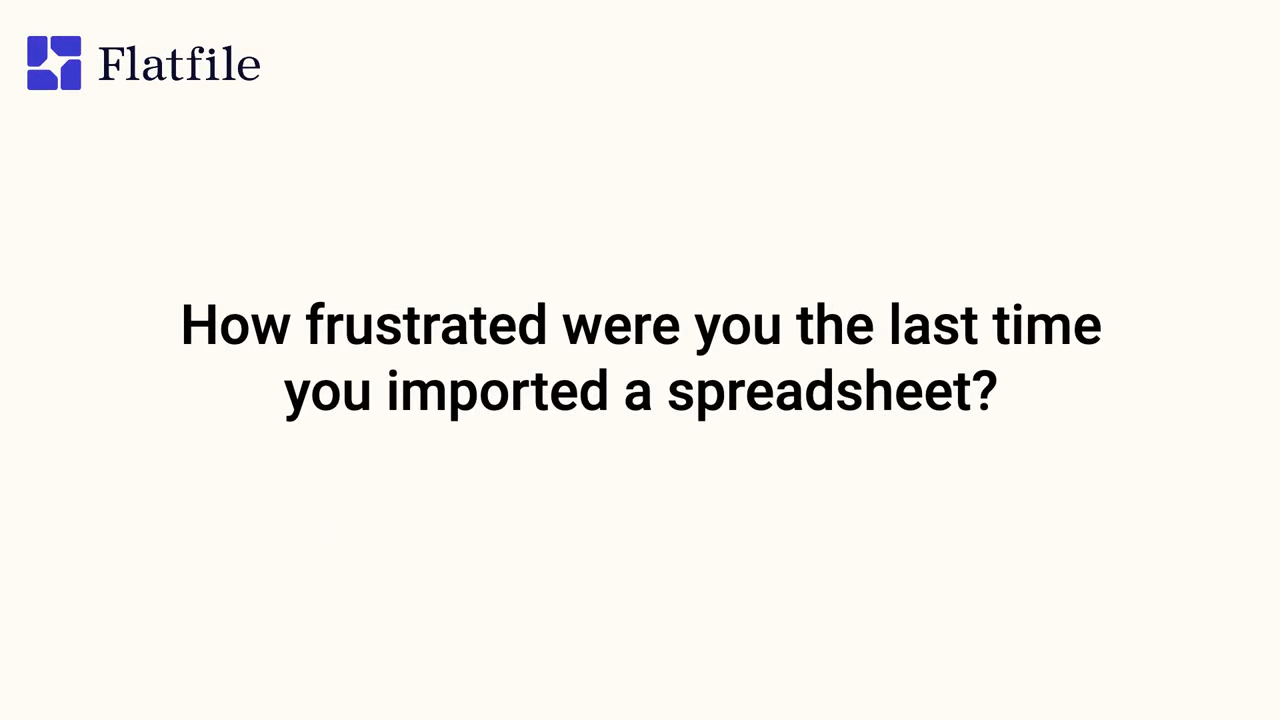 Flatfile
How frustrated were you the last time
you imported a spreadsheet?